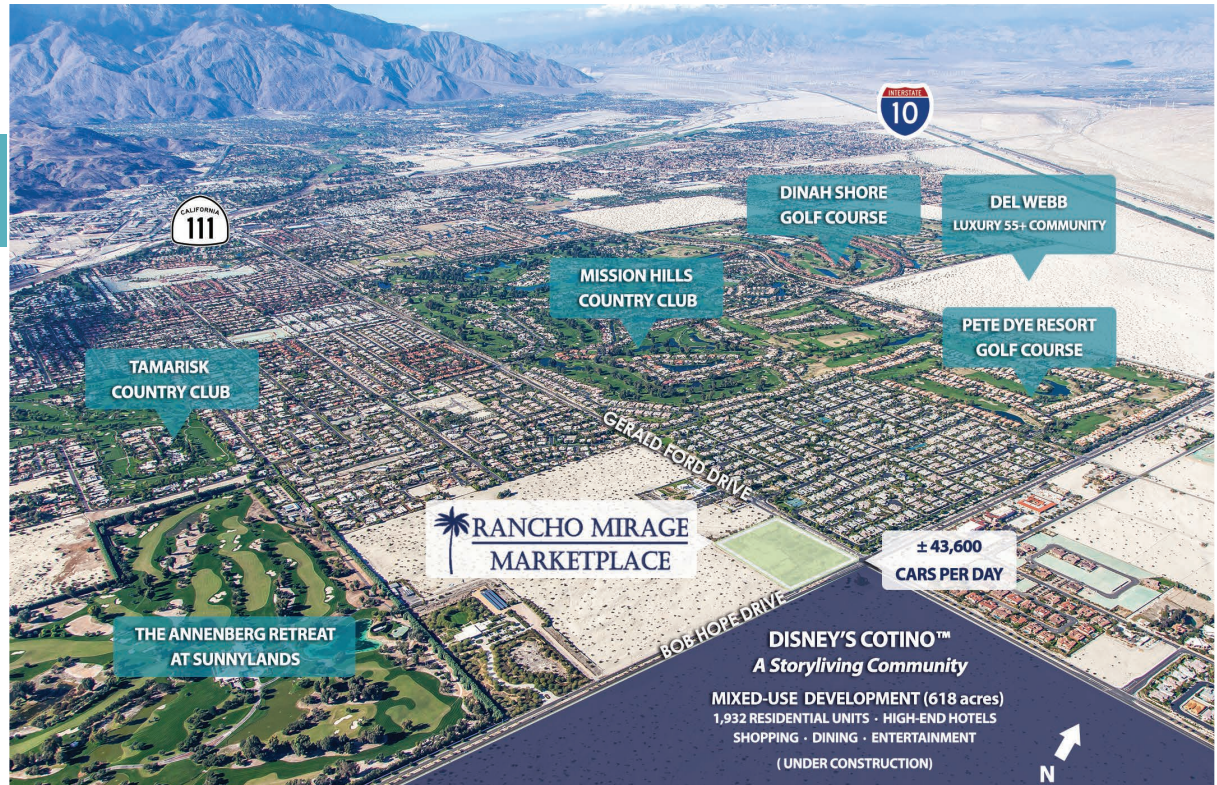 INTERSTATE
10
CALIFORNIA
111
DINAH SHORE
GOLF COURSE
DEL WEBB
LUXURY 55+ COMMUNITY
MISSION HILLS
COUNTRY CLUB
PETE DYE RESORT
GOLF COURSE
TAMARISK
COUNTRY CLUB
GERALD FORD DRIVE
RANCHO MIRAGE
MARKETPLACE
± 43,600
CARS PER DAY
BOB HOPE DRIVE
THE ANNENBERG RETREAT
AT SUNNYLANDS
DISNEY'S COTINO™
A Storyliving Community
MIXED-USE DEVELOPMENT (618 acres)
1,932 RESIDENTIAL UNITS · HIGH-END HOTELS
SHOPPING · DINING · ENTERTAINMENT
( UNDER CONSTRUCTION)
N